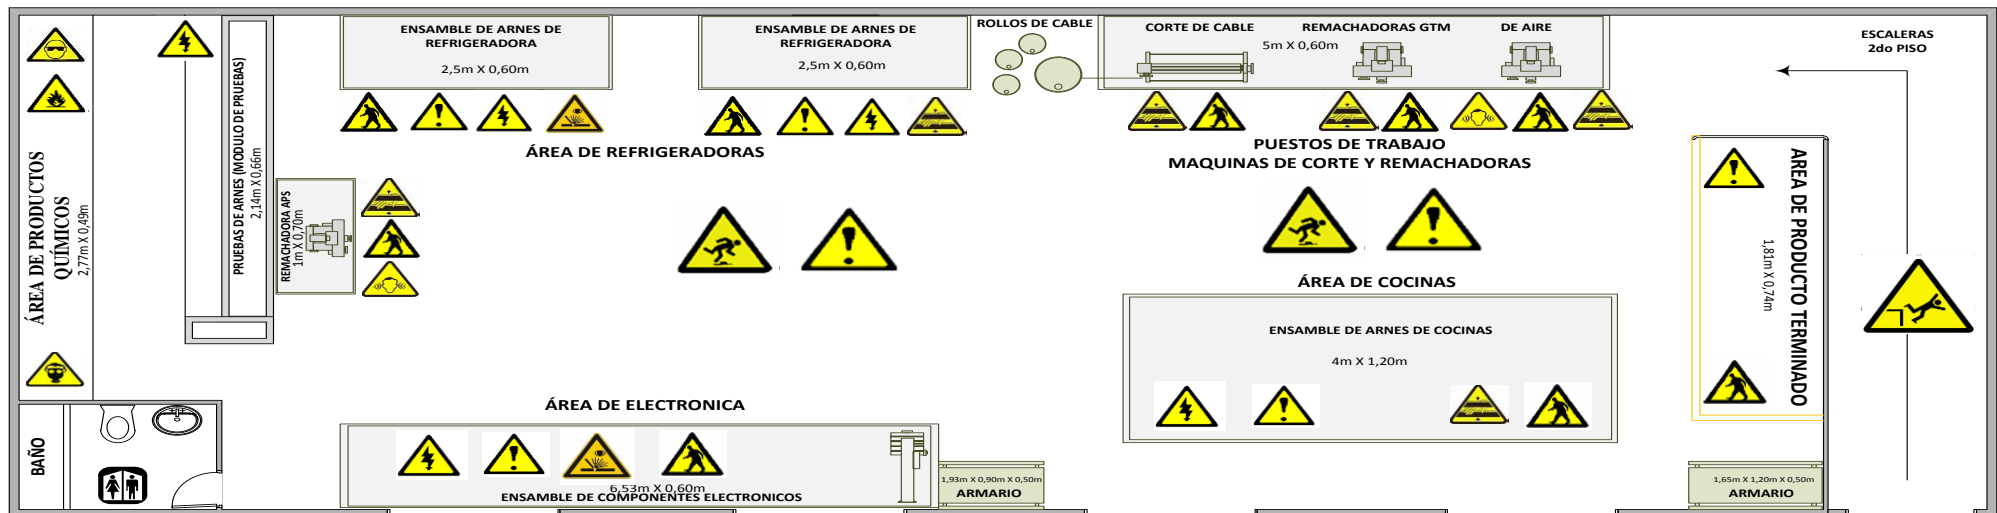 ENSAMBLE DE ARNES DE
REFRIGERADORA
2,5m X 0,60m
ENSAMBLE DE ARNES DE
REFRIGERADORA
2,5m X 0,60m
ROLLOS DE CABLE
CORTE DE CABLE
REMACHADORAS GTM
DE AIRE
5m X 0,60m
ESCALERAS
2do PISO
ÁREA DE REFRIGERADORAS
PUESTOS DE TRABAJO
MAQUINAS DE CORTE Y REMACHADORAS
ÁREA DE PRODUCTOS
QUÍMICOS
2,77m X 0,49m
PRUEBAS DE ARNES (MODULO DE PRUEBAS)
2,14m X 0,66m
REMACHADORA APS
1m X 0,70m
ÁREA DE COCINAS
ENSAMBLE DE ARNES DE COCINAS
4m X 1,20m
AREA DE PRODUCTO TERMINADO
1,81m X 0,74m
ÁREA DE ELECTRONICA
6,53m X 0,60m
ENSAMBLE DE COMPONENTES ELECTRONICOS
BAÑO
1,93m X 0,90m X 0,50m
ARMARIO
1,65m X 1,20m X 0,50m
ARMARIO